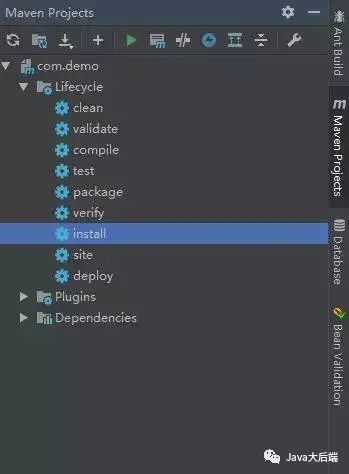 Maven Projects
com.demo
Lifecycle
clean
validate
compile
test
package
verify
install
site
deploy
Plugins
Dependencies
Ant Build
m Maven Projects
Database
Bean Validation
Java大后端